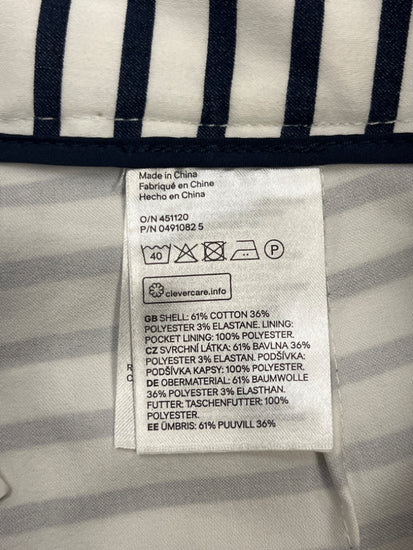 Made in China
Fabriqué en Chine
Hecho en China
O/N 451120
P/N 0491082 5
40 P
clevercare.info
GB SHELL: 61% COTTON 36%
POLYESTER 3% ELASTANE. LINING:
POCKET LINING: 100% POLYESTER.
CZ SVRCHNÍ LÁTKA: 61% BAVLNA 36%
POLYESTER 3% ELASTAN. PODŠÍVKA:
PODŠÍVKA KAPSY: 100% POLYESTER.
DE OBERMATERIAL: 61% BAUMWOLLE
36% POLYESTER 3% ELASTHAN.
FUTTER: TASCHENFUTTER: 100%
POLYESTER.
EE ÜMBRIS: 61% PUUVILL 36%